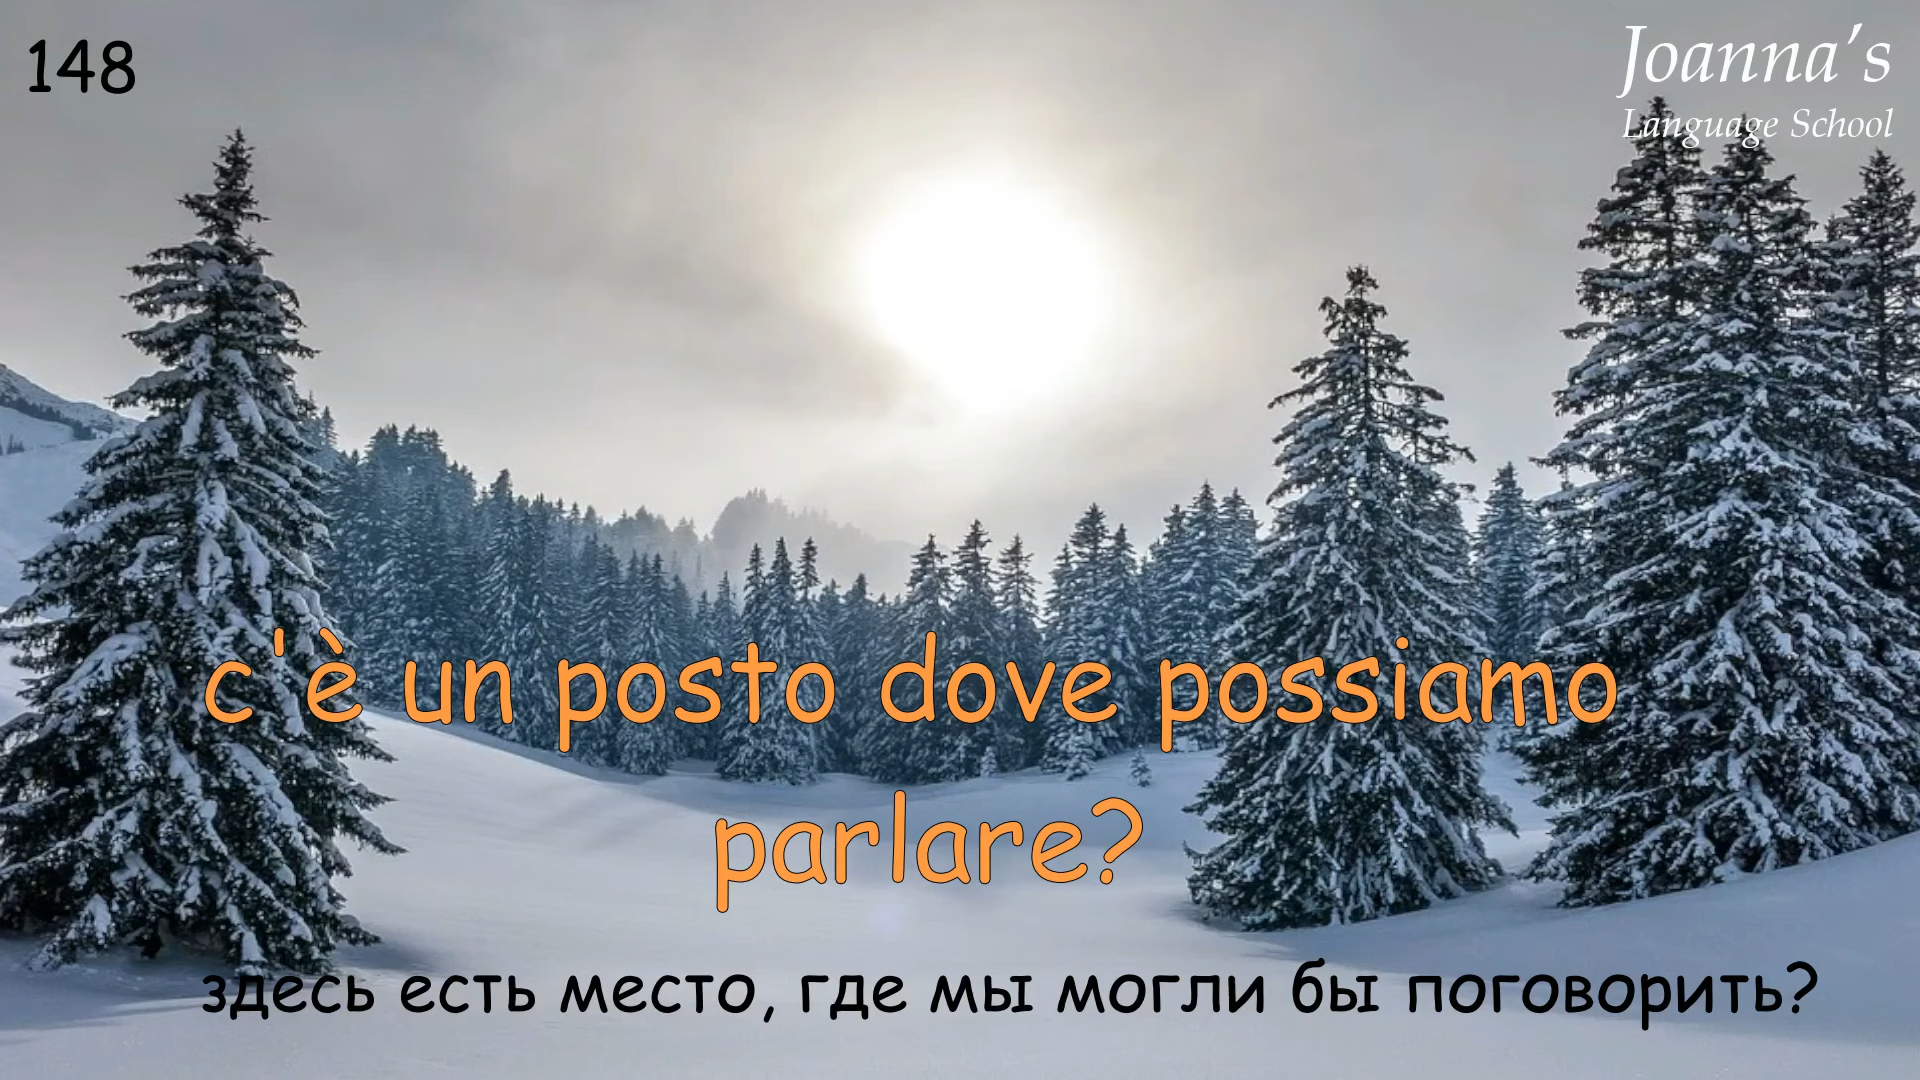 148
Joanna’s
Language School
c'è un posto dove possiamo
parlare?
здесь есть место, где мы могли бы поговорить?